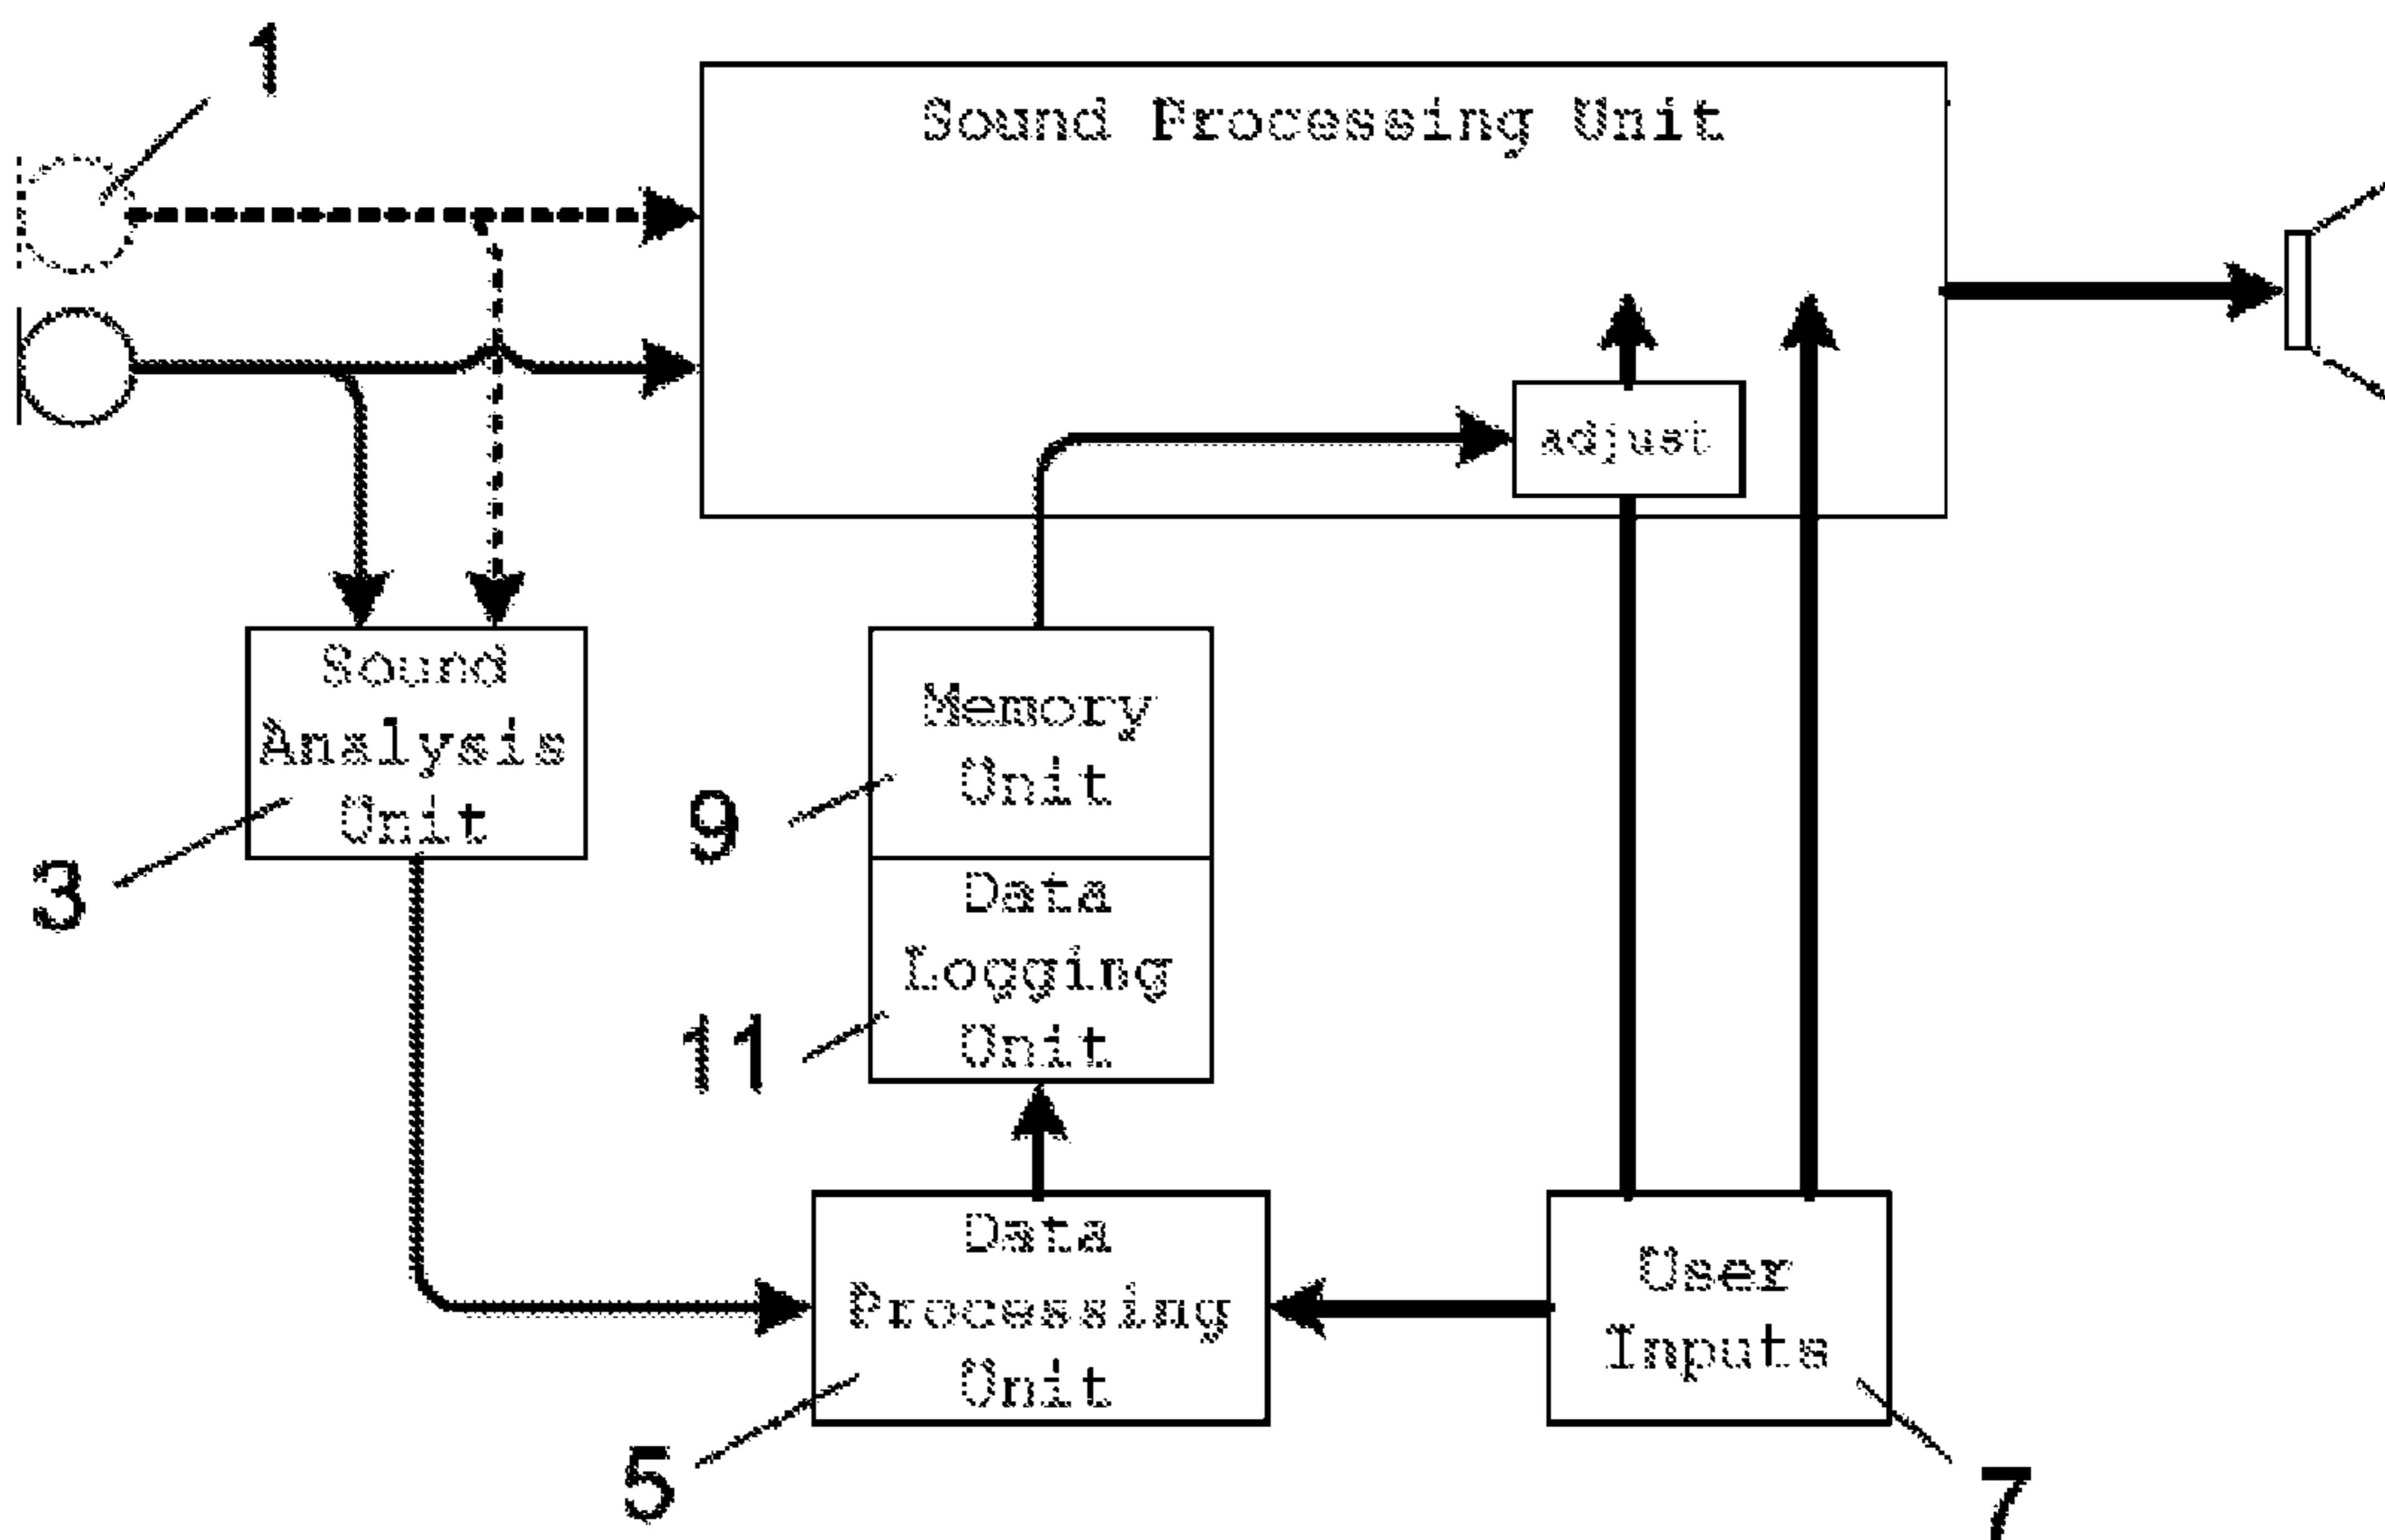 1
Sound Processing Unit
adjust
Sound
Analysis
Unit
3
Memory
Unit
9
Data
Logging
Unit
11
Data
Processing
Unit
5
User
Inputs
7